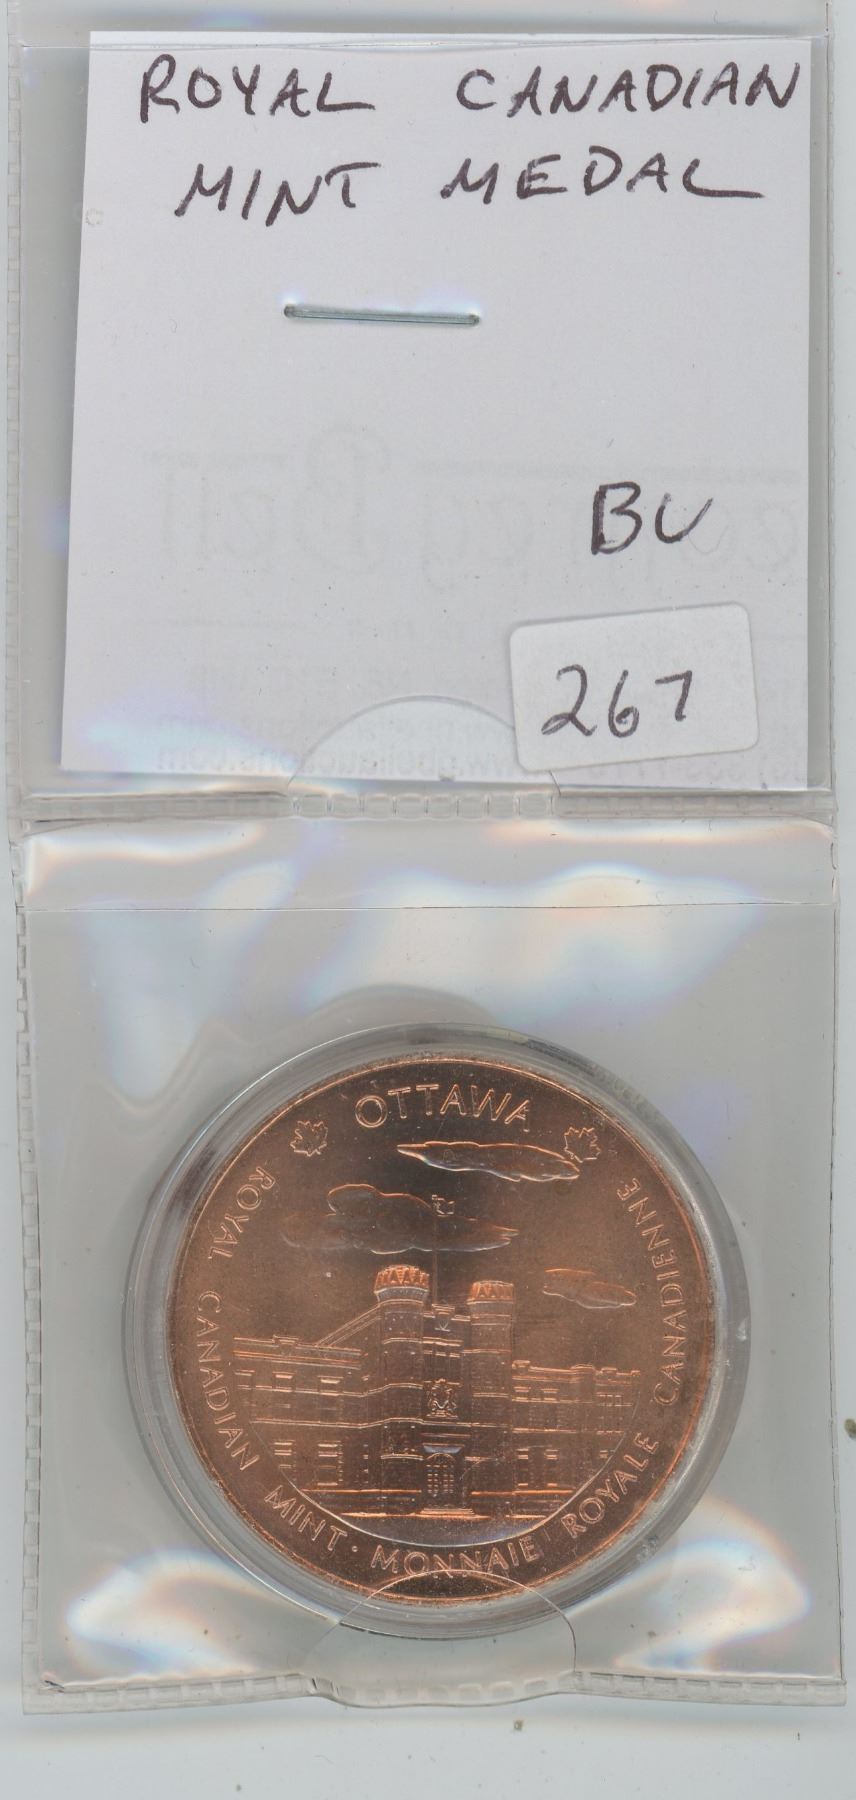 ROYAL CANADIAN
MINT MEDAL
BU
267
OTTAWA
ROYAL CANADIAN MINT · MONNAIE ROYALE CANADIENNE